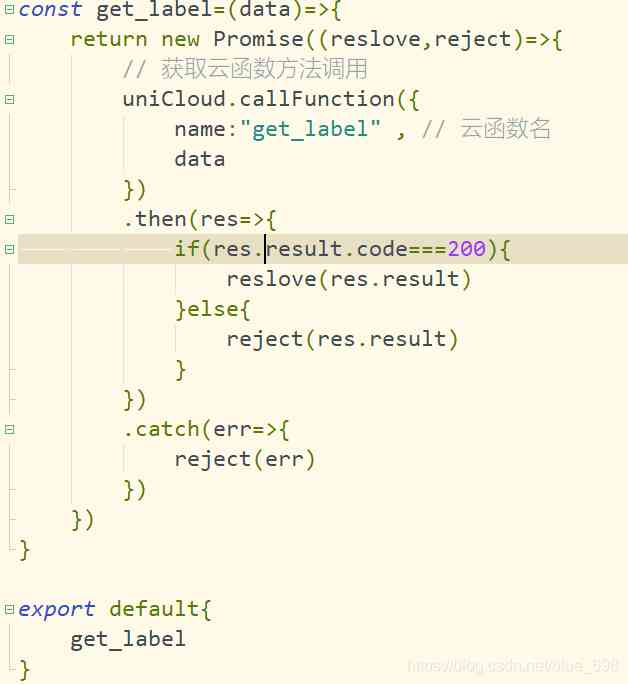 const get_label=(data)=>{
return new Promise((reslove,reject)=>{
// 获取云函数方法调用
uniCloud.callFunction({
name:"get_label" , // 云函数名
data
})
.then(res=>{
if(res.result.code===200){
reslove(res.result)
}else{
reject(res.result)
}
})
.catch(err=>{
reject(err)
})
})
}
export default{
get_label
}
https://blog.csdn.net/blue_698